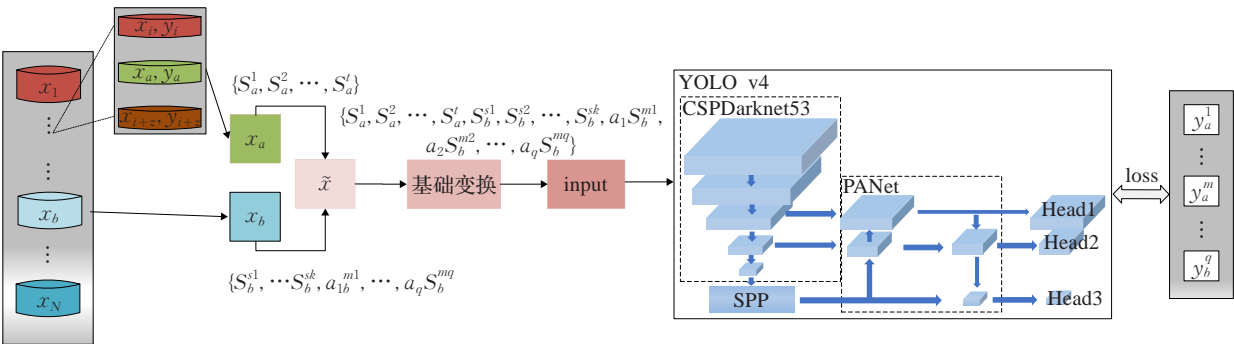 x_i, y_i
x_a, y_a
x_{i+z}, y_{i+z}
x_1
⋮
⋮
x_b
⋮
x_N
{S_a^1, S_a^2, ⋯, S_a^t}
x_a
x_b
{S_b^{s1}, ⋯S_b^{sk}, a_{1b}^{m1}, ⋯, a_qS_b^{mq}
x̃
{S_a^1, S_a^2, ⋯, S_a^t, S_b^{s1}, S_b^{s2}, ⋯, S_b^{sk}, a_1S_b^{m1},
a_2S_b^{m2}, ⋯, a_qS_b^{mq}}
基础变换
input
YOLO v4
CSPDarknet53
SPP
PANet
Head1
Head2
Head3
loss
y_a^1
⋮
y_a^m
⋮
y_b^q